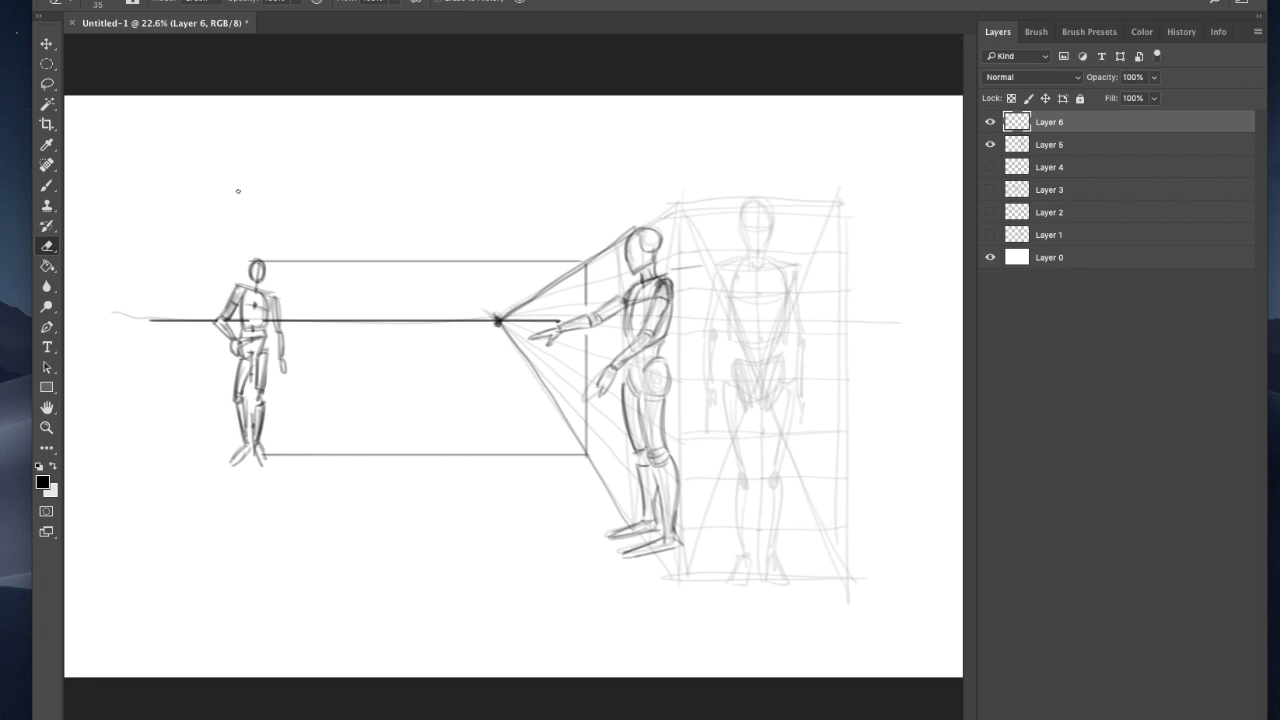 35
Untitled-1 @ 22.6% (Layer 6, RGB/8) *
Layers Brush Brush Presets Color History Info
Kind
Normal Opacity: 100%
Lock: Fill: 100%
Layer 6
Layer 5
Layer 4
Layer 3
Layer 2
Layer 1
Layer 0